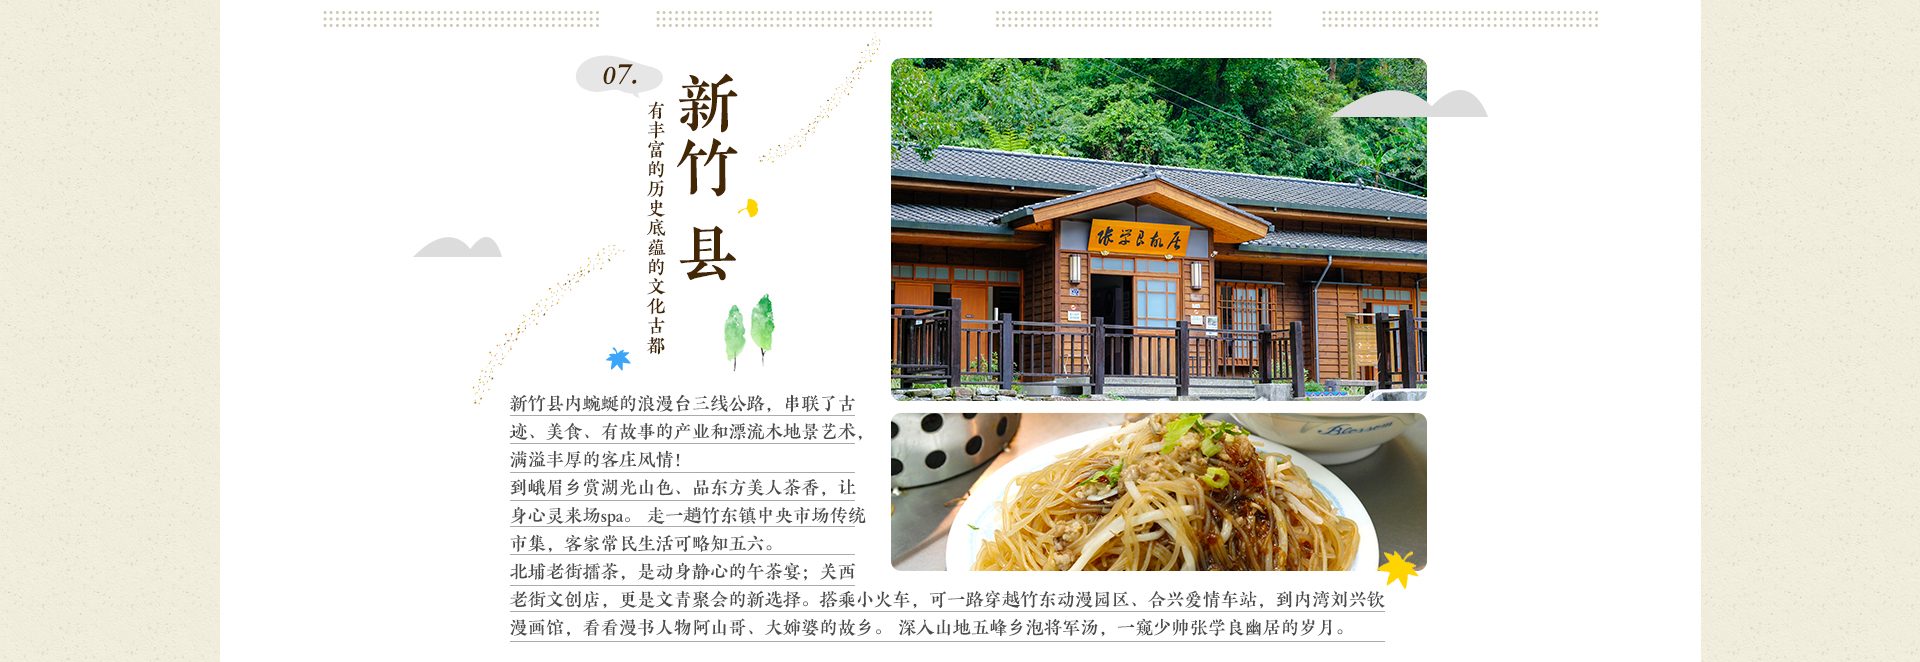 07.
新竹 县
有丰富的历史底蕴的文化古都
张学良故居
Blossom
新竹县内蜿蜒的浪漫台三线公路，串联了古
迹、美食、有故事的产业和漂流木地景艺术，
满溢丰厚的客庄风情！
到峨眉乡赏湖光山色、品东方美人茶香，让
身心灵来场spa。 走一趟竹东镇中央市场传统
市集，客家常民生活可略知五六。
北埔老街擂茶，是动身静心的午茶宴；关西
老街文创店，更是文青聚会的新选择。搭乘小火车，可一路穿越竹东动漫园区、合兴爱情车站，到内湾刘兴钦
漫画馆，看看漫书人物阿山哥、大婶婆的故乡。 深入山地五峰乡泡将军汤，一窥少帅张学良幽居的岁月。